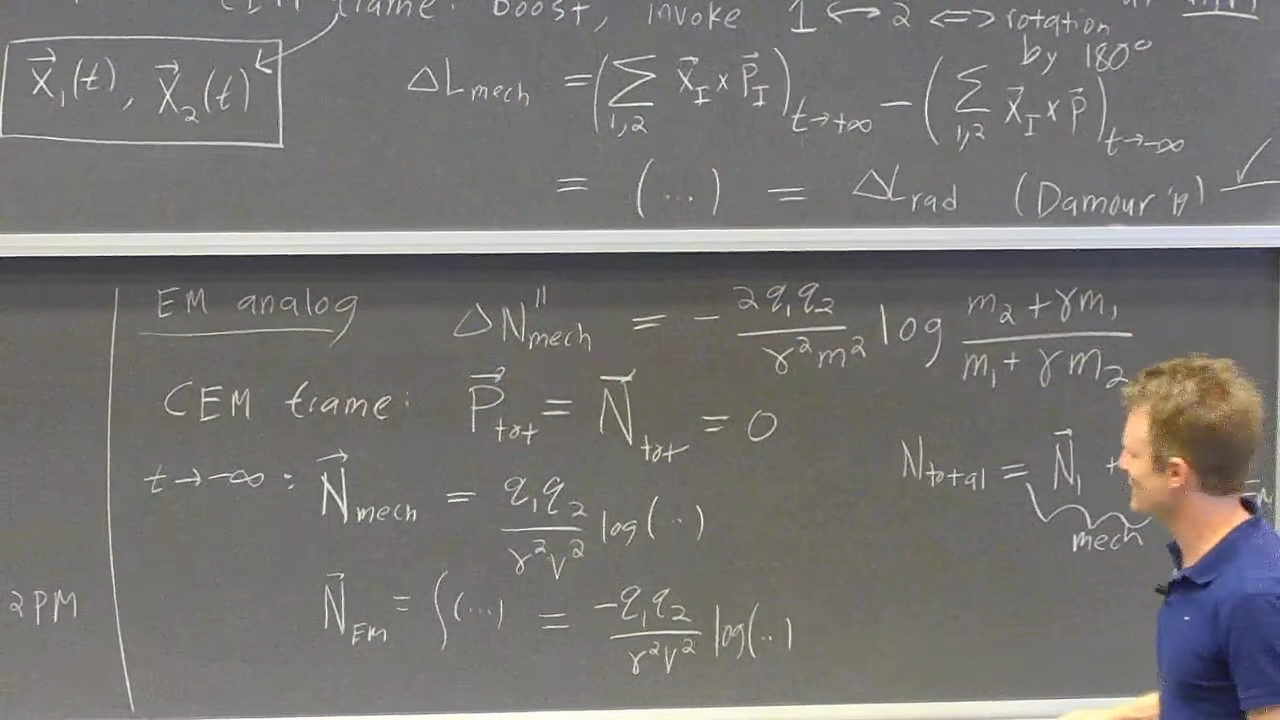 frame: Boost, invoke 1 ↔ 2 ⟺ rotation by 180°
X⃗₁(t), X⃗₂(t)
ΔL_mech = (∑_{1,2} X⃗_I × P⃗_I)_{t→+∞} − (∑_{1,2} X⃗_I × P⃗)_{t→−∞}
= (...) = ΔL_rad (Damour '19) ✓
EM analog ΔN^{||}_mech = − 2q₁q₂/(γ²m²) log (m₂ + γm₁)/(m₁ + γm₂)
CEM frame: P⃗_tot = N⃗_tot = 0
N_total = N⃗₁ +
mech
t→−∞: N⃗_mech = q₁q₂/(γ²v²) log(..)
2PM
N⃗_EM = ∫(...) = −q₁q₂/(γ²v²) log(..)